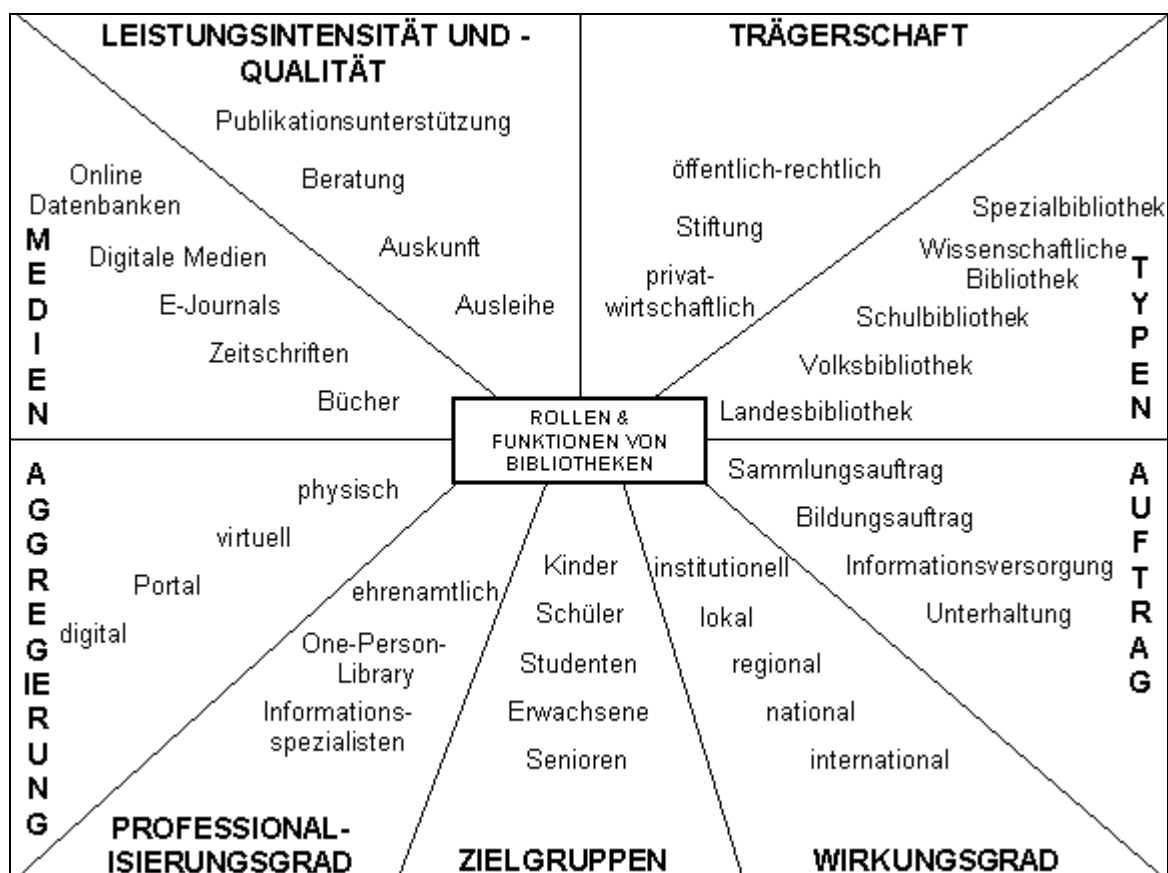 LEISTUNGSINTENSITÄT UND -
QUALITÄT
Publikationsunterstützung
Beratung
Auskunft
Ausleihe
TRÄGERSCHAFT
öffentlich-rechtlich
Stiftung
privat-
wirtschaftlich
MEDIEN
Online
Datenbanken
Digitale Medien
E-Journals
Zeitschriften
Bücher
TYPEN
Spezialbibliothek
Wissenschaftliche
Bibliothek
Schulbibliothek
Volksbibliothek
Landesbibliothek
ROLLEN &
FUNKTIONEN VON
BIBLIOTHEKEN
AGGREGIERUNG
physisch
virtuell
Portal
digital
AUFTRAG
Sammlungsauftrag
Bildungsauftrag
Informationsversorgung
Unterhaltung
ehrenamtlich
One-Person-
Library
Informations-
spezialisten
PROFESSIONAL-
ISIERUNGSGRAD
Kinder
Schüler
Studenten
Erwachsene
Senioren
ZIELGRUPPEN
institutionell
lokal
regional
national
international
WIRKUNGSGRAD